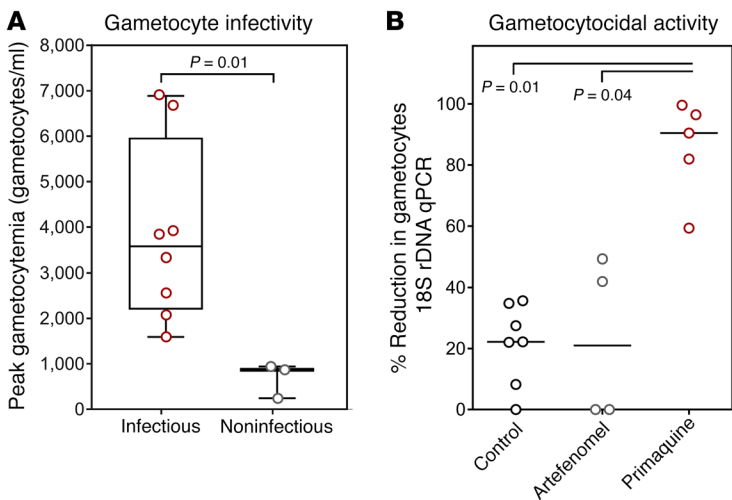 A
Gametocyte infectivity
Peak gametocytemia (gametocytes/ml)
8,000
7,000
6,000
5,000
4,000
3,000
2,000
1,000
0
P = 0.01
Infectious
Noninfectious
B
Gametocytocidal activity
% Reduction in gametocytes
18S rDNA qPCR
100
80
60
40
20
0
P = 0.01
P = 0.04
Control
Artefenomel
Primaquine